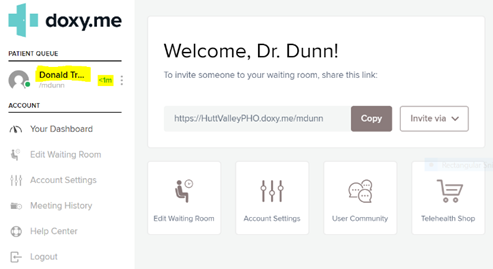 doxy.me
PATIENT QUEUE
Donald Tr...
<1m
/mdunn
ACCOUNT
Your Dashboard
Edit Waiting Room
Account Settings
Meeting History
Help Center
Logout
Welcome, Dr. Dunn!
To invite someone to your waiting room, share this link:
https://HuttValleyPHO.doxy.me/mdunn
Copy
Invite via
Edit Waiting Room
Account Settings
User Community
Telehealth Shop